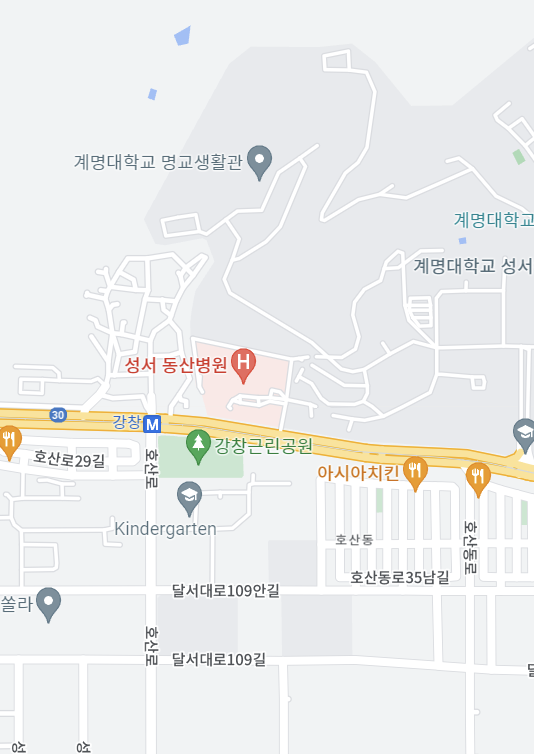 계명대학교 명교생활관
계명대학교
계명대학교 성서
성서 동산병원
H
30
강창
M
강창근린공원
호산로29길
호산로
아시아치킨
Kindergarten
호산동
호산동로
호산동로35남길
달서대로109안길
쏠라
호산로
달서대로109길
달
성
성